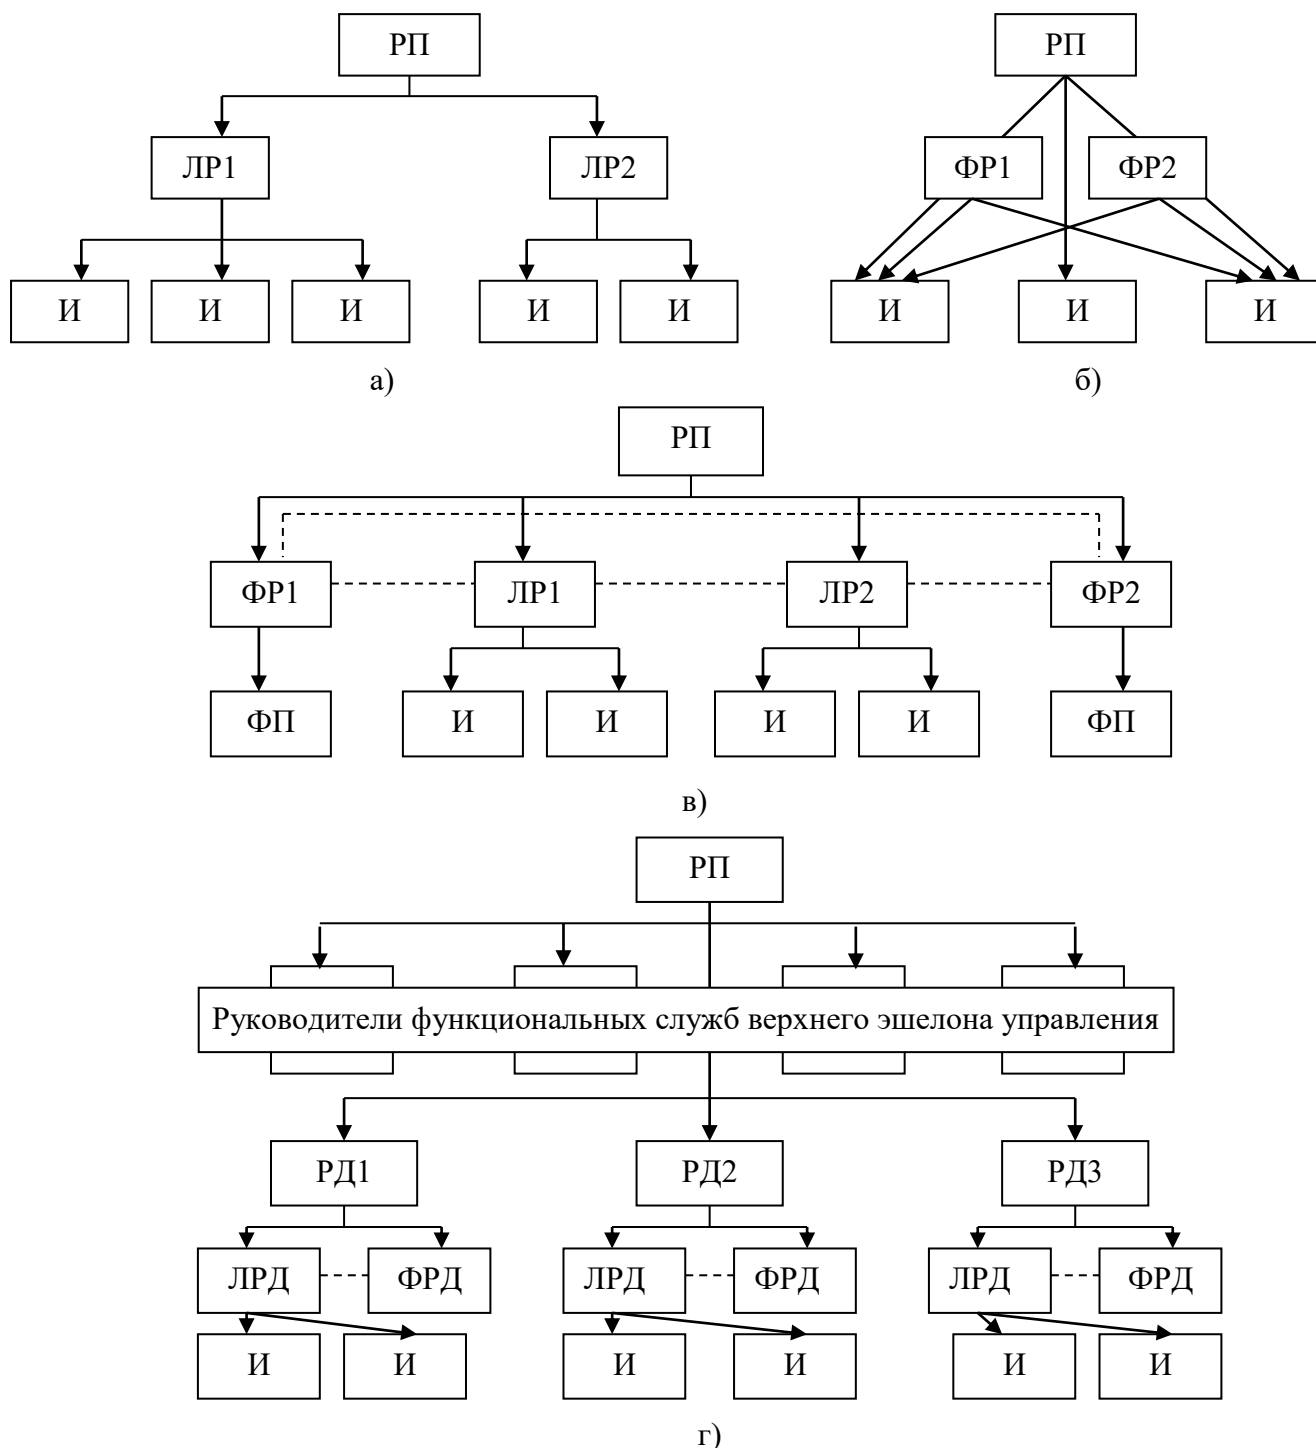 РП РП
ЛР1 ЛР2 ФР1 ФР2
И И И И И И И И
а) б)
РП
ФР1 ЛР1 ЛР2 ФР2
ФП И И И И ФП
в)
РП
Руководители функциональных служб верхнего эшелона управления
РД1 РД2 РД3
ЛРД ФРД ЛРД ФРД ЛРД ФРД
И И И И И И
г)